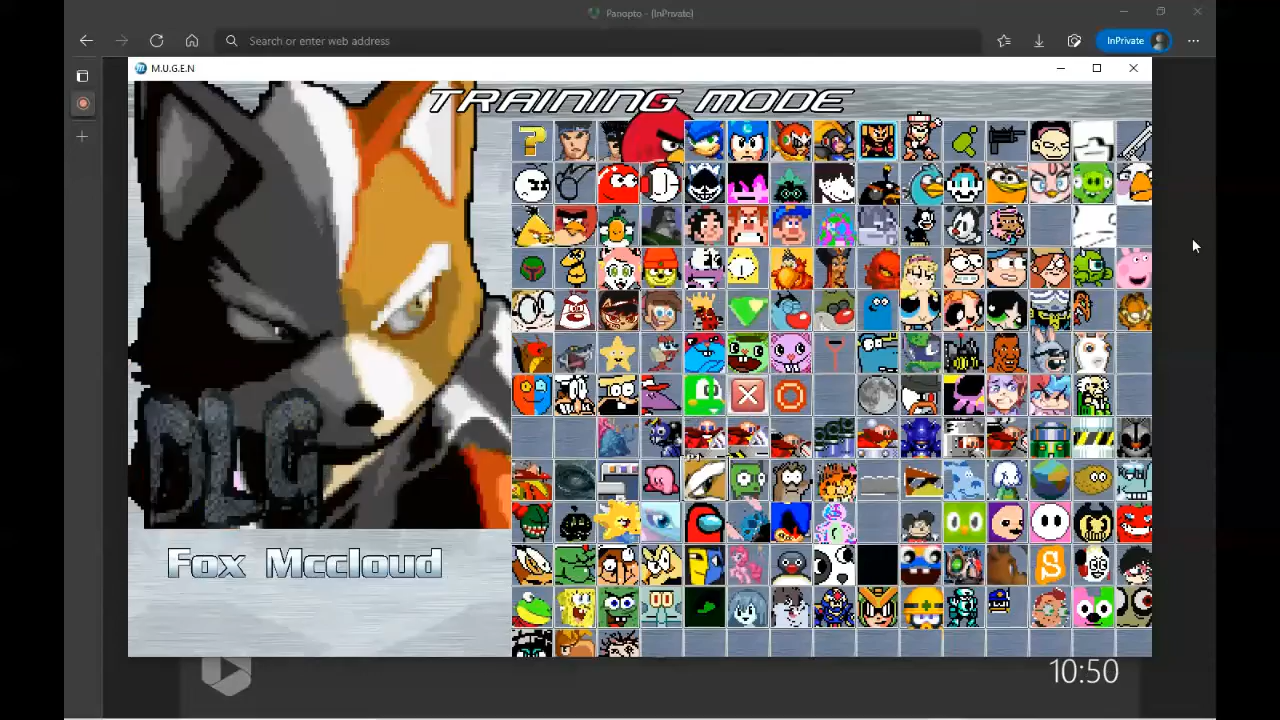 Panopto - (InPrivate)
Search or enter web address
InPrivate
M.U.G.E.N
TRAINING MODE
DLG
Fox Mccloud
10:50